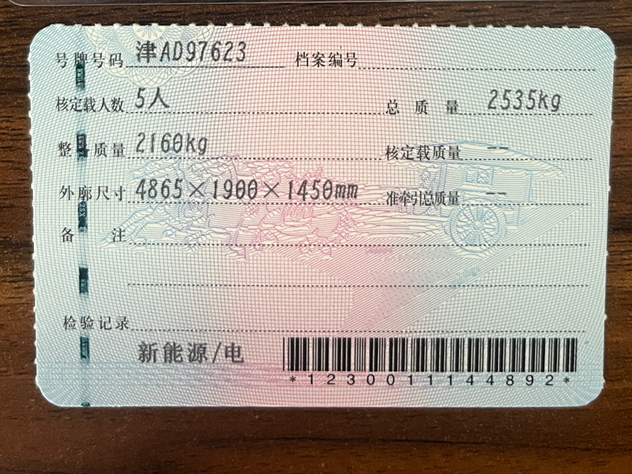 号牌号码 津AD97623 档案编号
核定载人数 5人 总质量 2535kg
整备质量 2160kg 核定载质量 --
外廓尺寸 4865×1900×1450mm 准牵引总质量 --
备注
检验记录
新能源/电
*1230011144892*